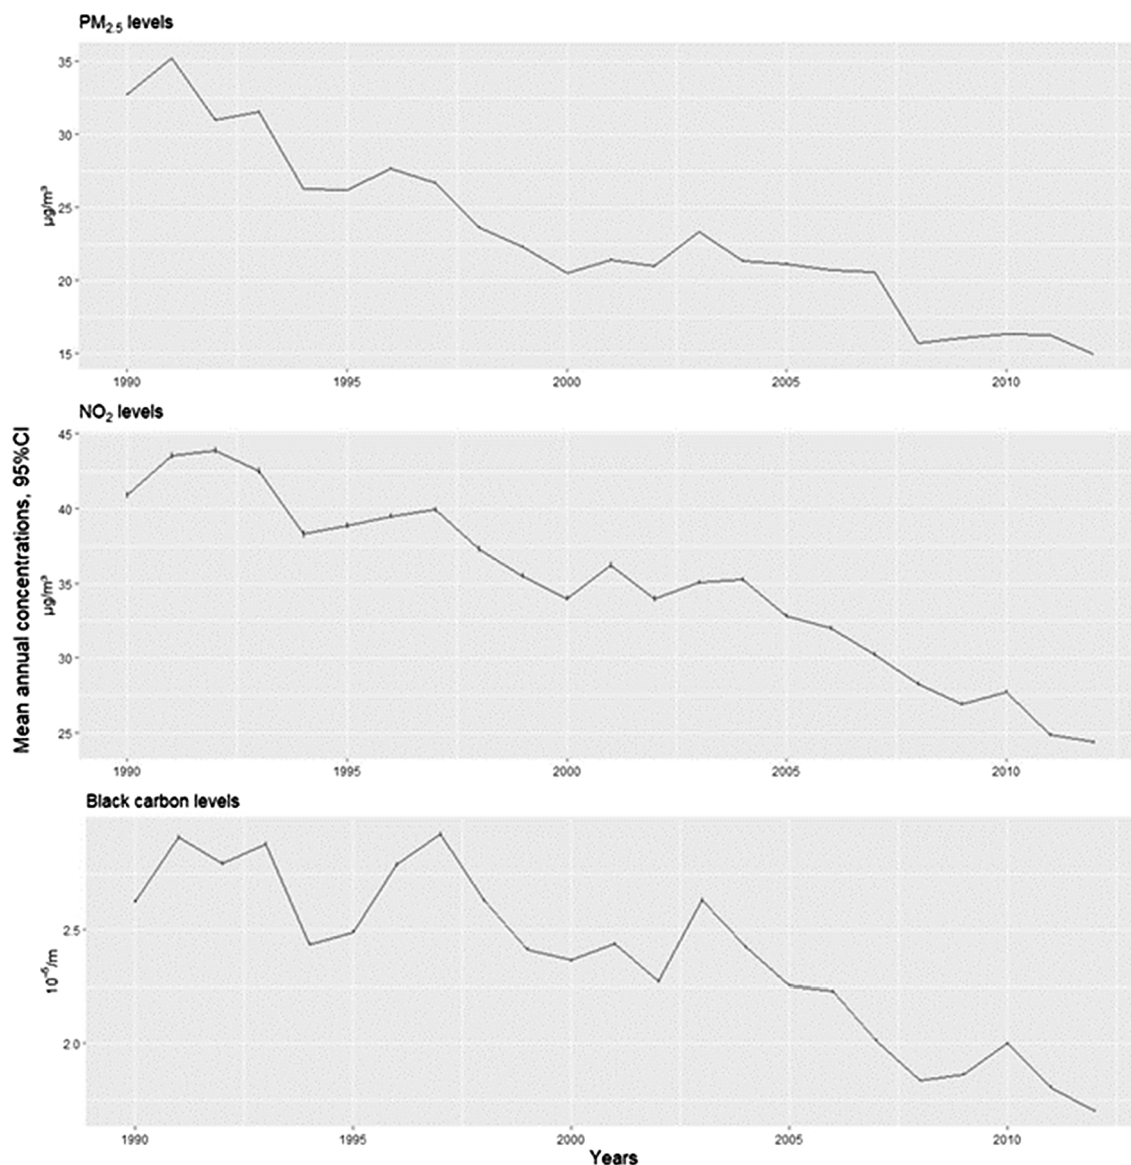 PM2.5 levels
35
30
25
20
15
µg/m³
1990 1995 2000 2005 2010
NO2 levels
45
40
35
30
25
µg/m³
1990 1995 2000 2005 2010
Mean annual concentrations, 95%CI
Black carbon levels
2.5
2.0
10⁻⁵/m
1990 1995 2000 2005 2010
Years